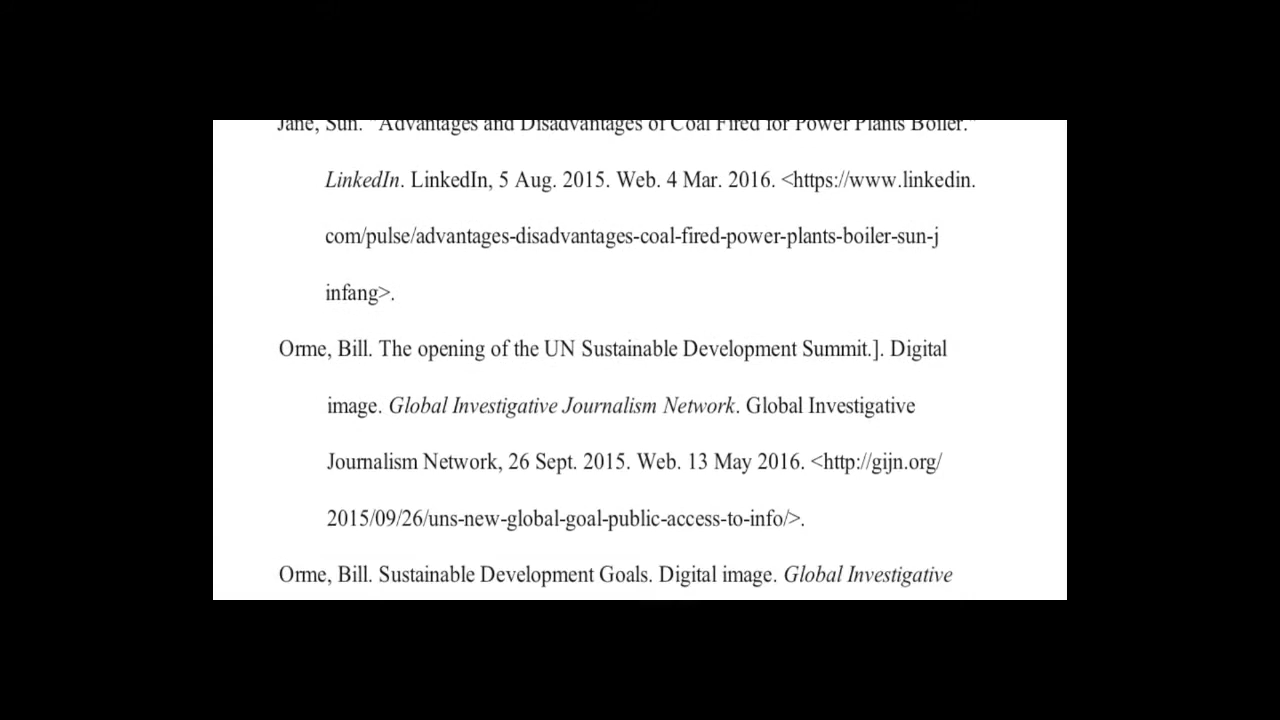 Jane, Sun. "Advantages and Disadvantages of Coal Fired for Power Plants Boiler."
LinkedIn. LinkedIn, 5 Aug. 2015. Web. 4 Mar. 2016. <https://www.linkedin.
com/pulse/advantages-disadvantages-coal-fired-power-plants-boiler-sun-j
infang>.
Orme, Bill. The opening of the UN Sustainable Development Summit.]. Digital
image. Global Investigative Journalism Network. Global Investigative
Journalism Network, 26 Sept. 2015. Web. 13 May 2016. <http://gijn.org/
2015/09/26/uns-new-global-goal-public-access-to-info/>.
Orme, Bill. Sustainable Development Goals. Digital image. Global Investigative